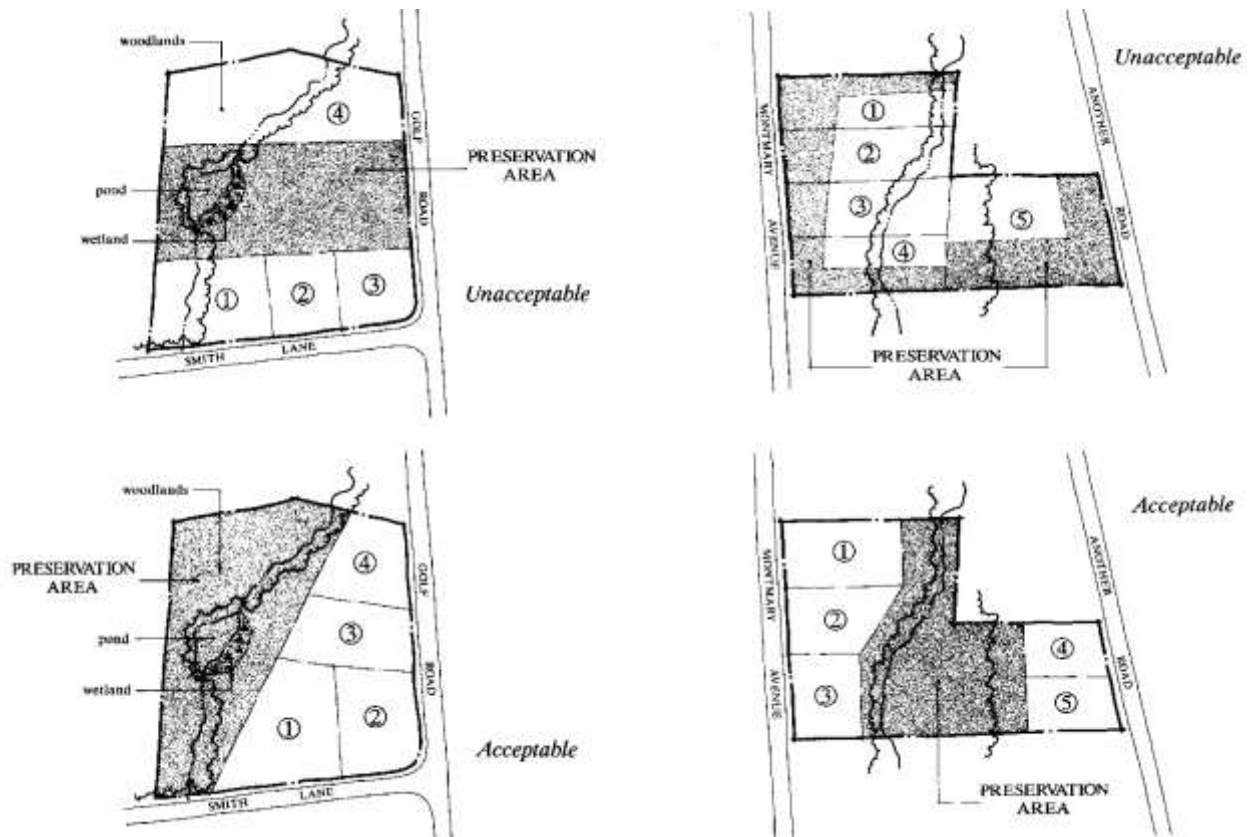 woodlands
④
GOLF
ROAD
PRESERVATION
AREA
pond
wetland
①
②
③
SMITH
LANE
Unacceptable
Unacceptable
MONTMARY
AVENUE
ANOTHER
ROAD
①
②
③
④
⑤
PRESERVATION
AREA
woodlands
PRESERVATION
AREA
pond
wetland
④
③
①
②
GOLF
ROAD
SMITH
LANE
Acceptable
Acceptable
MONTMARY
AVENUE
ANOTHER
ROAD
①
②
③
④
⑤
PRESERVATION
AREA